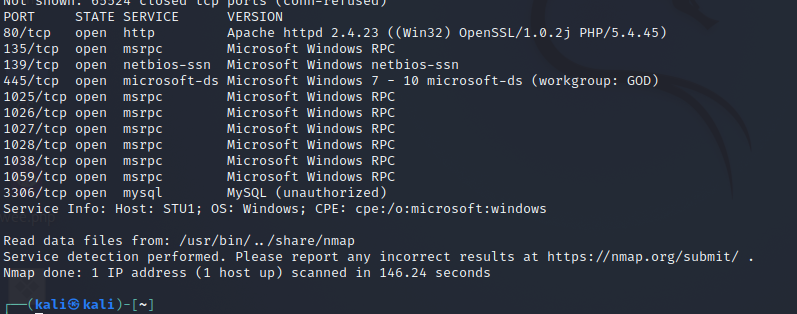 Not shown: 65524 closed tcp ports (conn-refused)
PORT     STATE SERVICE      VERSION
80/tcp   open  http         Apache httpd 2.4.23 ((Win32) OpenSSL/1.0.2j PHP/5.4.45)
135/tcp  open  msrpc        Microsoft Windows RPC
139/tcp  open  netbios-ssn  Microsoft Windows netbios-ssn
445/tcp  open  microsoft-ds Microsoft Windows 7 - 10 microsoft-ds (workgroup: GOD)
1025/tcp open  msrpc        Microsoft Windows RPC
1026/tcp open  msrpc        Microsoft Windows RPC
1027/tcp open  msrpc        Microsoft Windows RPC
1028/tcp open  msrpc        Microsoft Windows RPC
1038/tcp open  msrpc        Microsoft Windows RPC
1059/tcp open  msrpc        Microsoft Windows RPC
3306/tcp open  mysql        MySQL (unauthorized)
Service Info: Host: STU1; OS: Windows; CPE: cpe:/o:microsoft:windows
Read data files from: /usr/bin/../share/nmap
Service detection performed. Please report any incorrect results at https://nmap.org/submit/ .
Nmap done: 1 IP address (1 host up) scanned in 146.24 seconds
┌──(kali㉿kali)-[~]